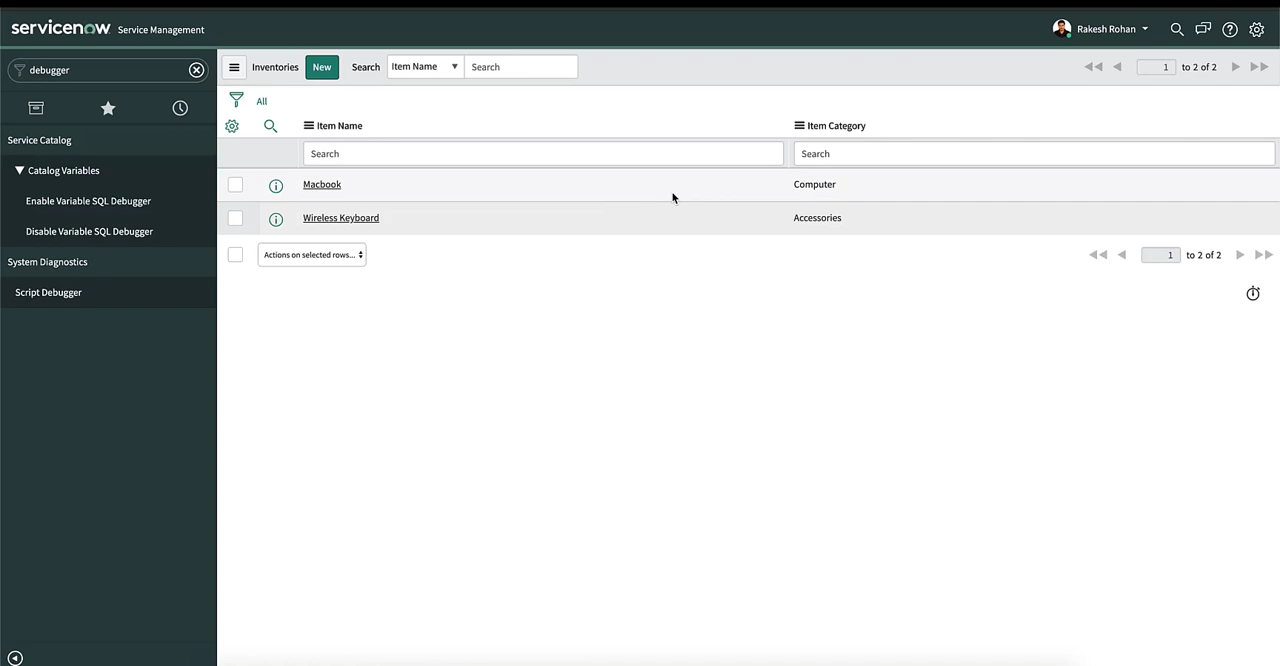 servicenow Service Management
Rakesh Rohan
debugger
Service Catalog
Catalog Variables
Enable Variable SQL Debugger
Disable Variable SQL Debugger
System Diagnostics
Script Debugger
Inventories New Search Item Name Search
1 to 2 of 2
All
Item Name Item Category
Search Search
Macbook Computer
Wireless Keyboard Accessories
Actions on selected rows... 1 to 2 of 2